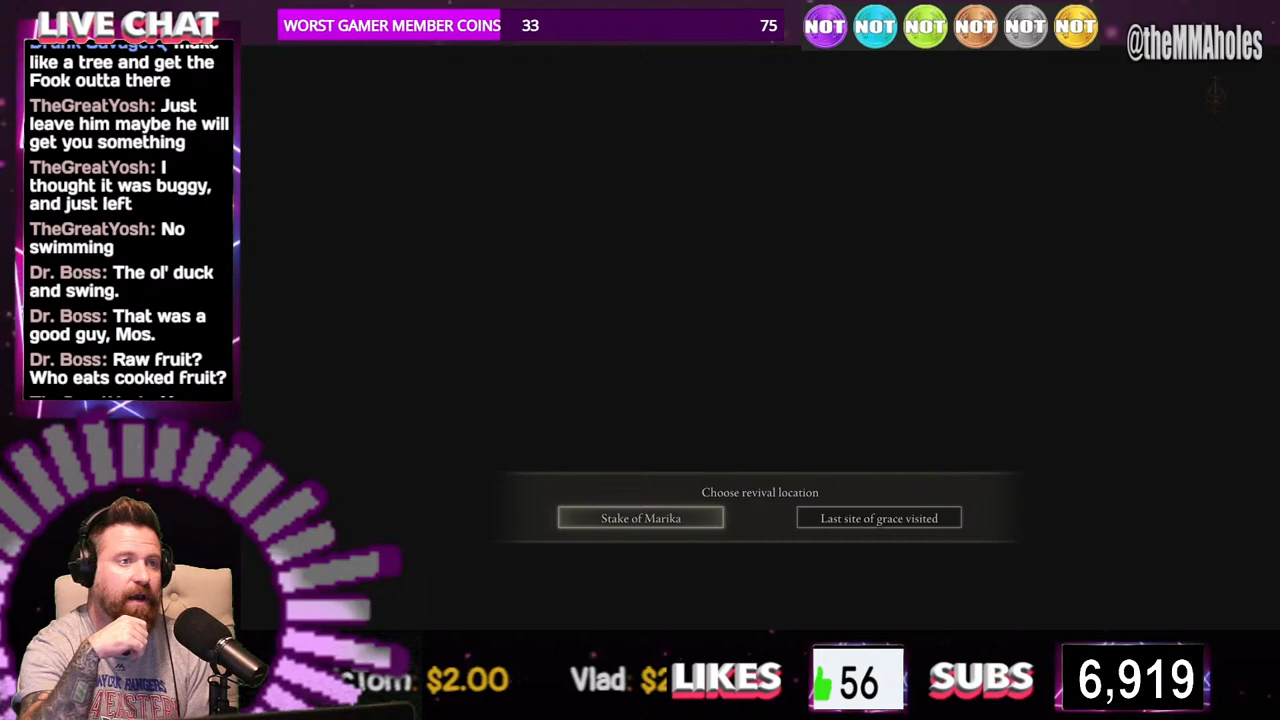 LIVE CHAT
like a tree and get the
Fook outta there
TheGreatYosh: Just
leave him maybe he will
get you something
TheGreatYosh: I
thought it was buggy,
and just left
TheGreatYosh: No
swimming
Dr. Boss: The ol' duck
and swing.
Dr. Boss: That was a
good guy, Mos.
Dr. Boss: Raw fruit?
Who eats cooked fruit?
WORST GAMER MEMBER COINS 33 75
NOT NOT NOT NOT NOT NOT
@theMMAholes
Choose revival location
Stake of Marika Last site of grace visited
$2.00 Vlad: LIKES 56 SUBS 6,919